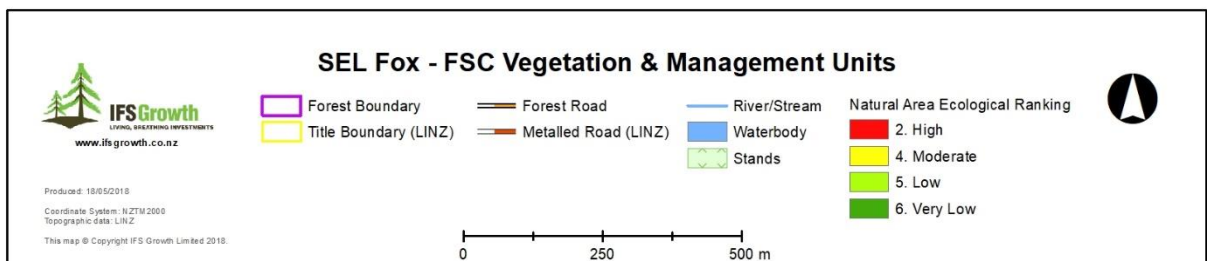 SEL Fox - FSC Vegetation & Management Units
IFSGrowth
LIVING, BREATHING INVESTMENTS
www.ifsgrowth.co.nz
Produced: 18/05/2018
Coordinate System: NZTM2000
Topographic data: LINZ
This map © Copyright IFS Growth Limited 2018.
Forest Boundary
Title Boundary (LINZ)
Forest Road
Metalled Road (LINZ)
River/Stream
Waterbody
Stands
Natural Area Ecological Ranking
2. High
4. Moderate
5. Low
6. Very Low
0 250 500 m